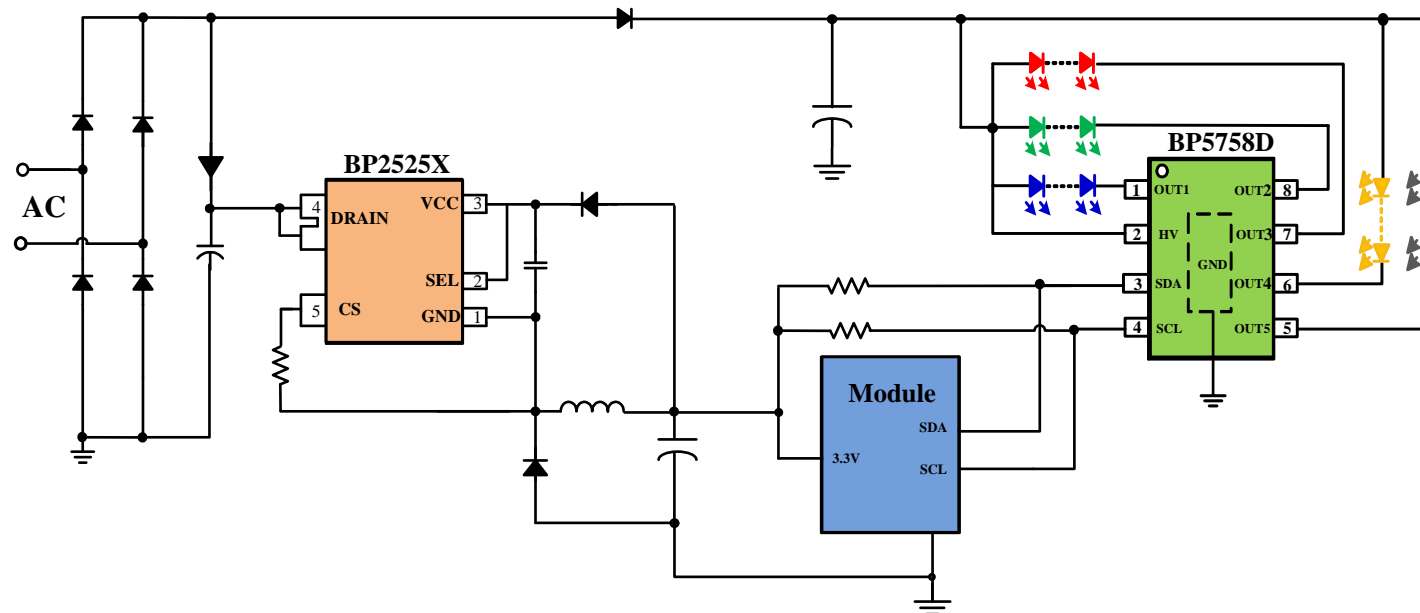 AC
BP2525X
4
DRAIN
VCC
3
SEL
2
5
CS
GND
1
Module
SDA
3.3V
SCL
BP5758D
1
OUT1
OUT2
8
2
HV
OUT3
7
GND
3
SDA
OUT4
6
4
SCL
OUT5
5